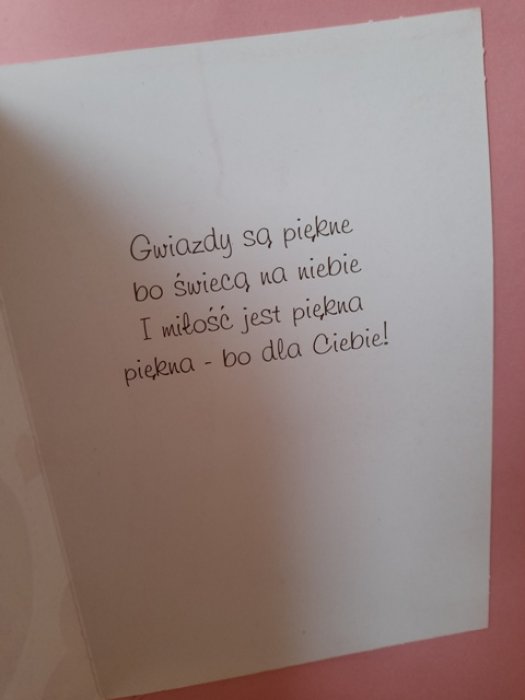 Gwiazdy są piękne
bo świecą na niebie
I miłość jest piękna
piękna - bo dla Ciebie!